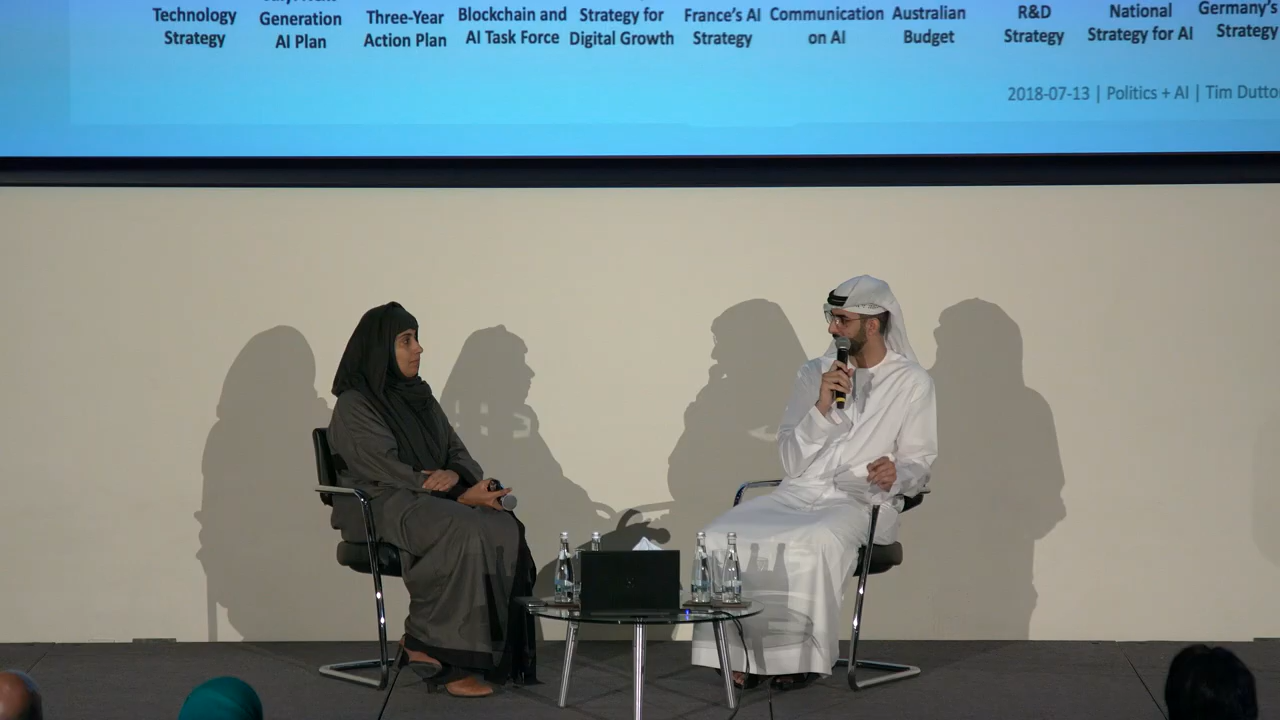 Technology
Strategy
Generation
AI Plan
Three-Year
Action Plan
Blockchain and
AI Task Force
Strategy for
Digital Growth
France's AI
Strategy
Communication
on AI
Australian
Budget
R&D
Strategy
National
Strategy for AI
Germany's
Strategy
2018-07-13 | Politics + AI | Tim Dutto